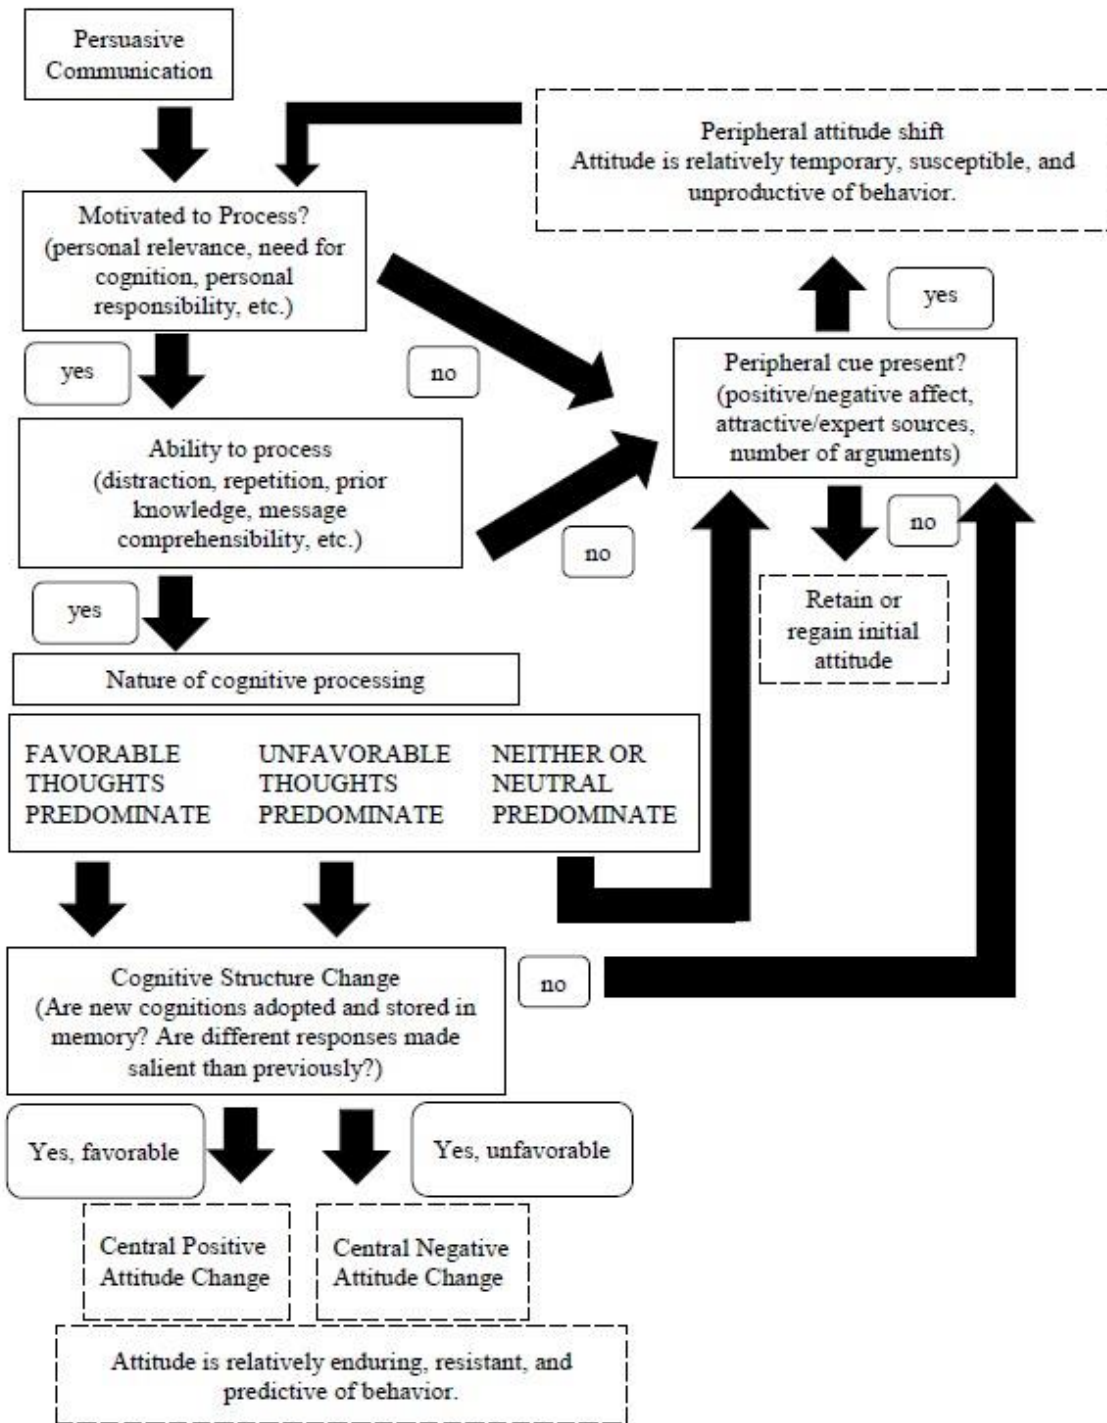 Persuasive
Communication
Peripheral attitude shift
Attitude is relatively temporary, susceptible, and
unproductive of behavior.
Motivated to Process?
(personal relevance, need for
cognition, personal
responsibility, etc.)
yes
no
yes
Peripheral cue present?
(positive/negative affect,
attractive/expert sources,
number of arguments)
Ability to process
(distraction, repetition, prior
knowledge, message
comprehensibility, etc.)
no
no
yes
Retain or
regain initial
attitude
Nature of cognitive processing
FAVORABLE
THOUGHTS
PREDOMINATE
UNFAVORABLE
THOUGHTS
PREDOMINATE
NEITHER OR
NEUTRAL
PREDOMINATE
Cognitive Structure Change
(Are new cognitions adopted and stored in
memory? Are different responses made
salient than previously?)
no
Yes, favorable
Yes, unfavorable
Central Positive
Attitude Change
Central Negative
Attitude Change
Attitude is relatively enduring, resistant, and
predictive of behavior.